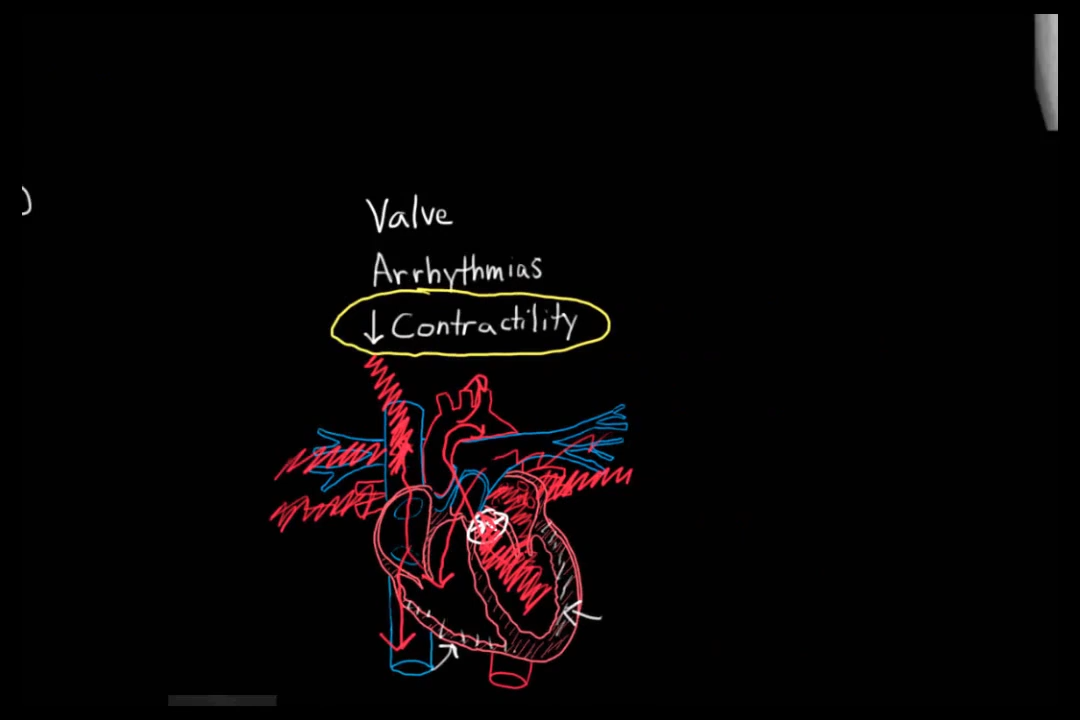 Valve
Arrhythmias
↓ Contractility